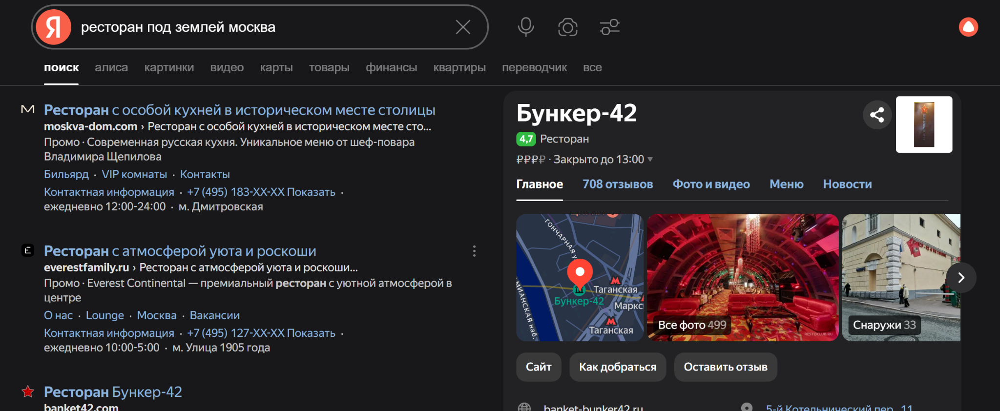 Я ресторан под землей москва
поиск алиса картинки видео карты товары финансы квартиры переводчик все
Ресторан с особой кухней в историческом месте столицы
moskva-dom.com › Ресторан с особой кухней в историческом месте сто...
Промо · Современная русская кухня. Уникальное меню от шеф-повара
Владимира Щепилова
Бильярд · VIP комнаты · Контакты
Контактная информация · +7 (495) 183-XX-XX Показать ·
ежедневно 12:00-24:00 · м. Дмитровская
Ресторан с атмосферой уюта и роскоши
everestfamily.ru › Ресторан с атмосферой уюта и роскоши...
Промо · Everest Continental — премиальный ресторан с уютной атмосферой в
центре
О нас · Lounge · Москва · Вакансии
Контактная информация · +7 (495) 127-XX-XX Показать ·
ежедневно 10:00-5:00 · м. Улица 1905 года
Ресторан Бункер-42
banket42.com
Бункер-42
4,7 Ресторан
₽₽₽₽ · Закрыто до 13:00
Главное 708 отзывов Фото и видео Меню Новости
ГОНЧАРНАЯ У
Таганская
Бункер-42
Маркс
Таганская
МИАНСКАЯ НАБ.
Все фото 499
RESTOCLUB.RU
Снаружи 33
Сайт Как добраться Оставить отзыв
banket-bunker42.ru 5-й Котельнический пер., 11